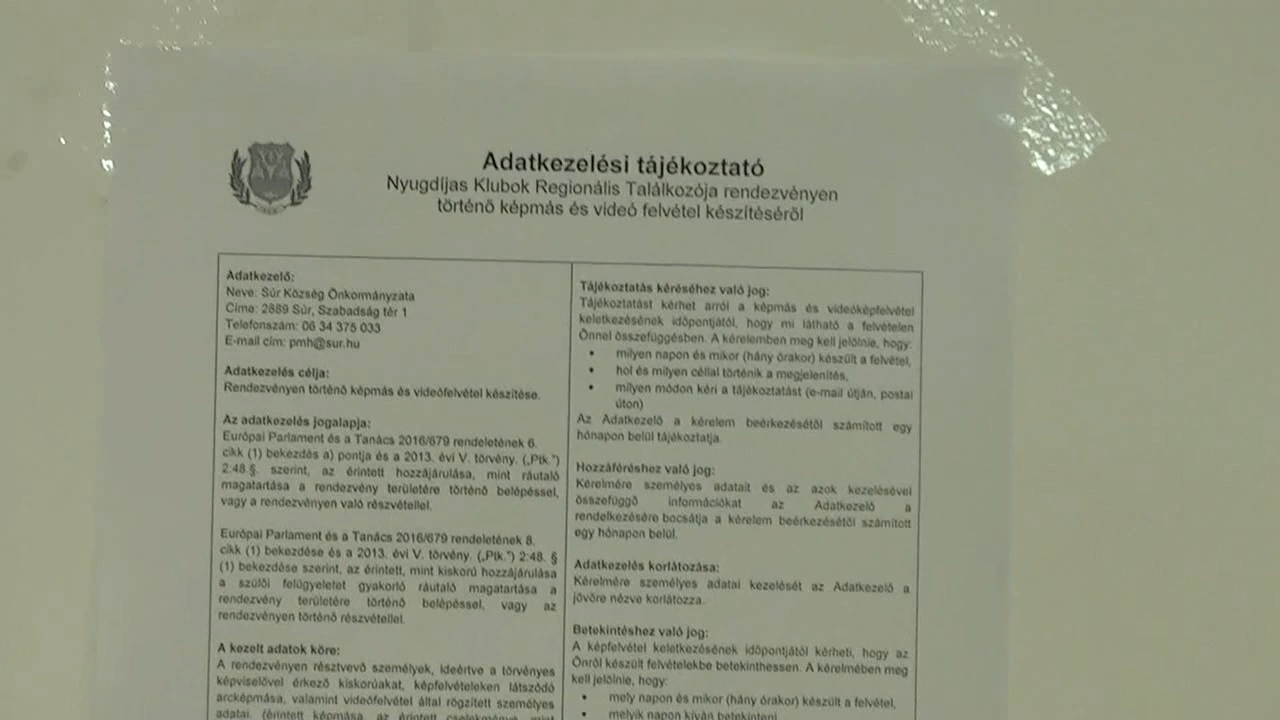 Adatkezelési tájékoztató
Nyugdíjas Klubok Regionális Találkozója rendezvényen
történő képmás és videó felvétel készítéséről
Adatkezelő:
Neve: Súr Község Önkormányzata
Címe: 2889 Súr, Szabadság tér 1
Telefonszám: 06 34 375 033
E-mail cím: pmh@sur.hu
Adatkezelés célja:
Rendezvényen történő képmás és videófelvétel készítése.
Az adatkezelés jogalapja:
Európai Parlament és a Tanács 2016/679 rendeletének 6.
cikk (1) bekezdés a) pontja és a 2013. évi V. törvény. („Ptk.”)
2:48.§. szerint, az érintett hozzájárulása, mint ráutaló
magatartása a rendezvény területére történő belépéssel,
vagy a rendezvényen való részvétellel.
Európai Parlament és a Tanács 2016/679 rendeletének 8.
cikk (1) bekezdése és a 2013. évi V. törvény. („Ptk.”) 2:48. §
(1) bekezdése szerint, az érintett, mint kiskorú hozzájárulása
a szülői felügyeletet gyakorló ráutaló magatartása a
rendezvény területére történő belépéssel, vagy az
rendezvényen történő részvétellel.
A kezelt adatok köre:
A rendezvényen résztvevő személyek, ideértve a törvényes
képviselővel érkező kiskorúakat, képfelvételeken látszódó
arcképmása, valamint videófelvétel által rögzített személyes
adatai. (érintett képmása, az érintett cselekménye, mint
Tájékoztatás kéréséhez való jog:
Tájékoztatást kérhet arról a képmás és videóképfelvétel
keletkezésének időpontjától, hogy mi látható a felvételen
Önnel összefüggésben. A kérelemben meg kell jelölnie, hogy:
• milyen napon és mikor (hány órakor) készült a felvétel,
• hol és milyen céllal történik a megjelenítés,
• milyen módon kéri a tájékoztatást (e-mail útján, postai
úton)
Az Adatkezelő a kérelem beérkezésétől számított egy
hónapon belül tájékoztatja.
Hozzáféréshez való jog:
Kérelmére személyes adatait és az azok kezelésével
összefüggő információkat az Adatkezelő a
rendelkezésére bocsátja a kérelem beérkezésétől számított
egy hónapon belül.
Adatkezelés korlátozása:
Kérelmére személyes adatai kezelését az Adatkezelő a
jövőre nézve korlátozza.
Betekintéshez való jog:
A képfelvétel keletkezésének időpontjától kérheti, hogy az
Önről készült felvételekbe betekinthessen. A kérelmében meg
kell jelölnie, hogy:
• mely napon és mikor (hány órakor) készült a felvétel,
• melyik napon kíván betekinteni